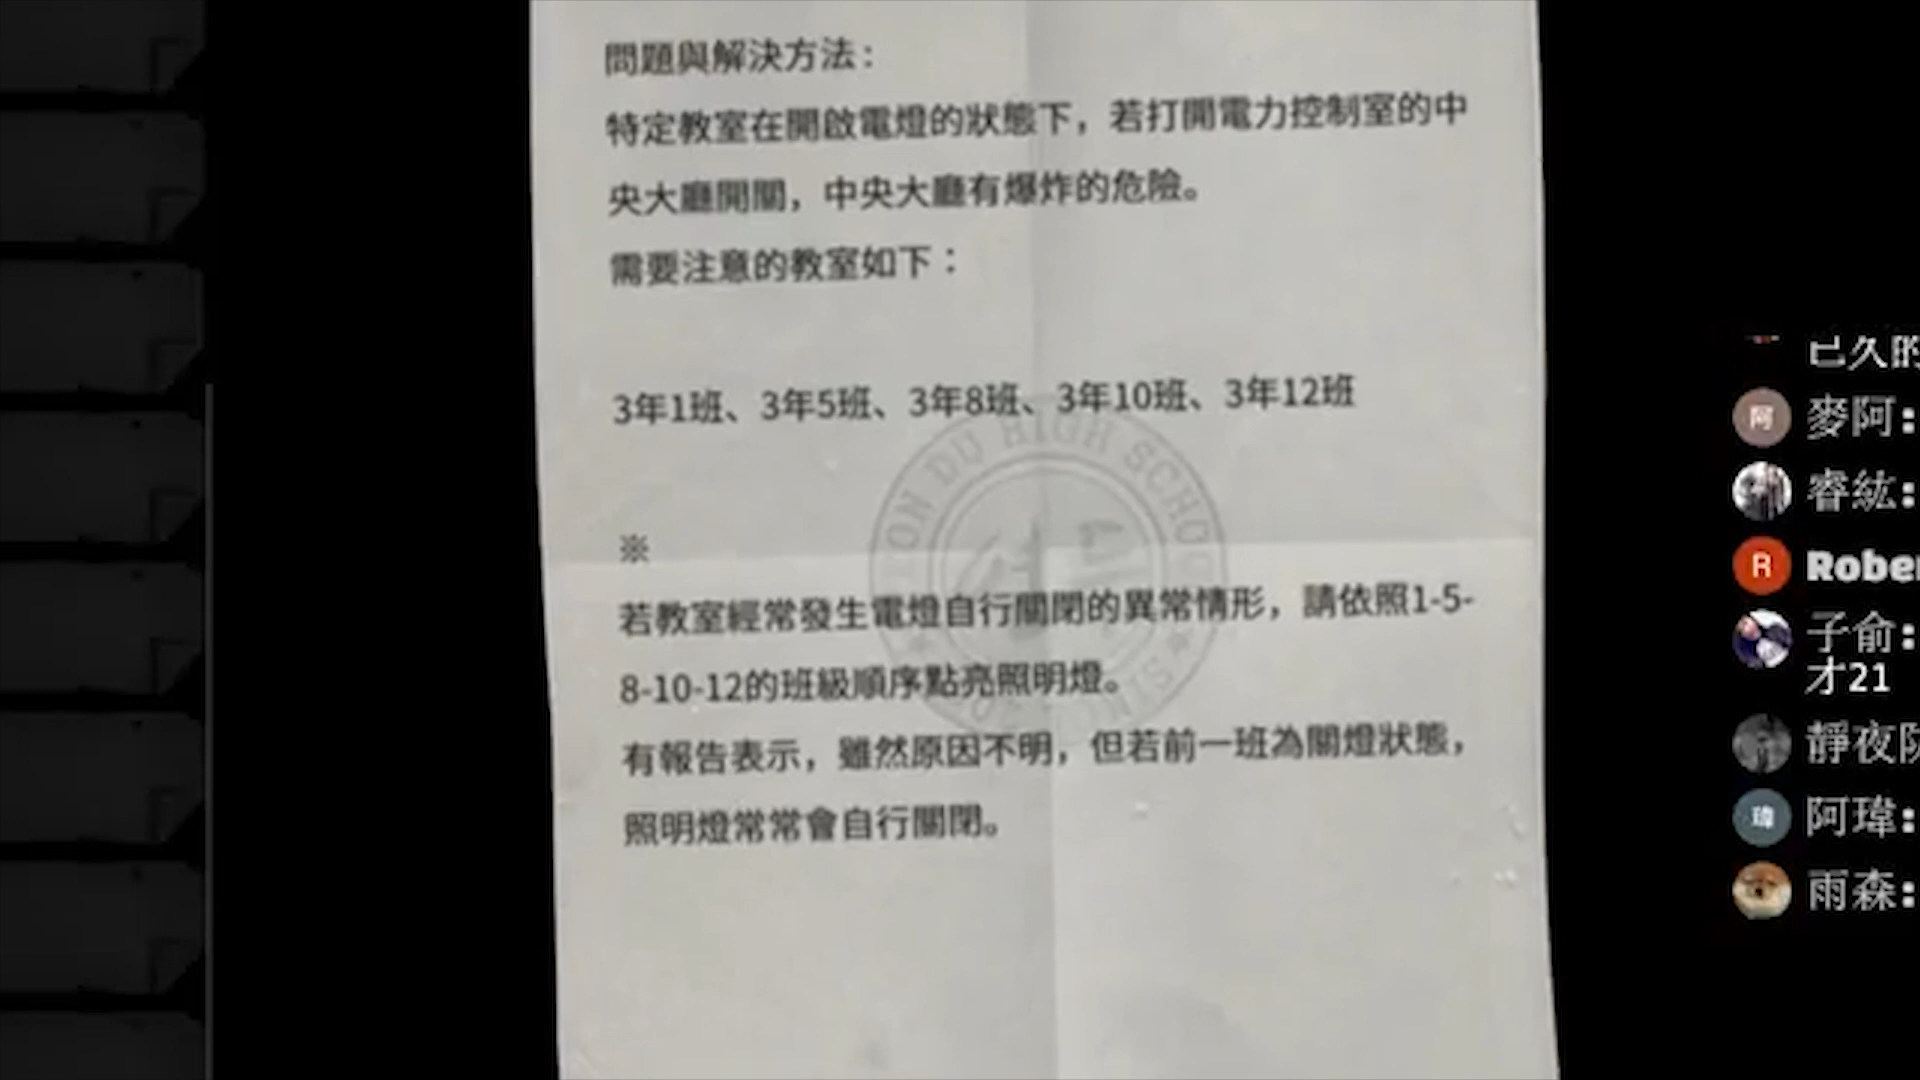 問題與解決方法：
特定教室在開啟電燈的狀態下，若打開電力控制室的中
央大廳開關，中央大廳有爆炸的危險。
需要注意的教室如下：
3年1班、3年5班、3年8班、3年10班、3年12班
HIGH SCHOO
※
若教室經常發生電燈自行關閉的異常情形，請依照1-5-
8-10-12的班級順序點亮照明燈。
有報告表示，雖然原因不明，但若前一班為關燈狀態，
照明燈常常會自行關閉。
已久的
阿
麥阿:
睿紘:
R
Rober
子俞:
才21
靜夜
瑋
阿瑋:
雨森: